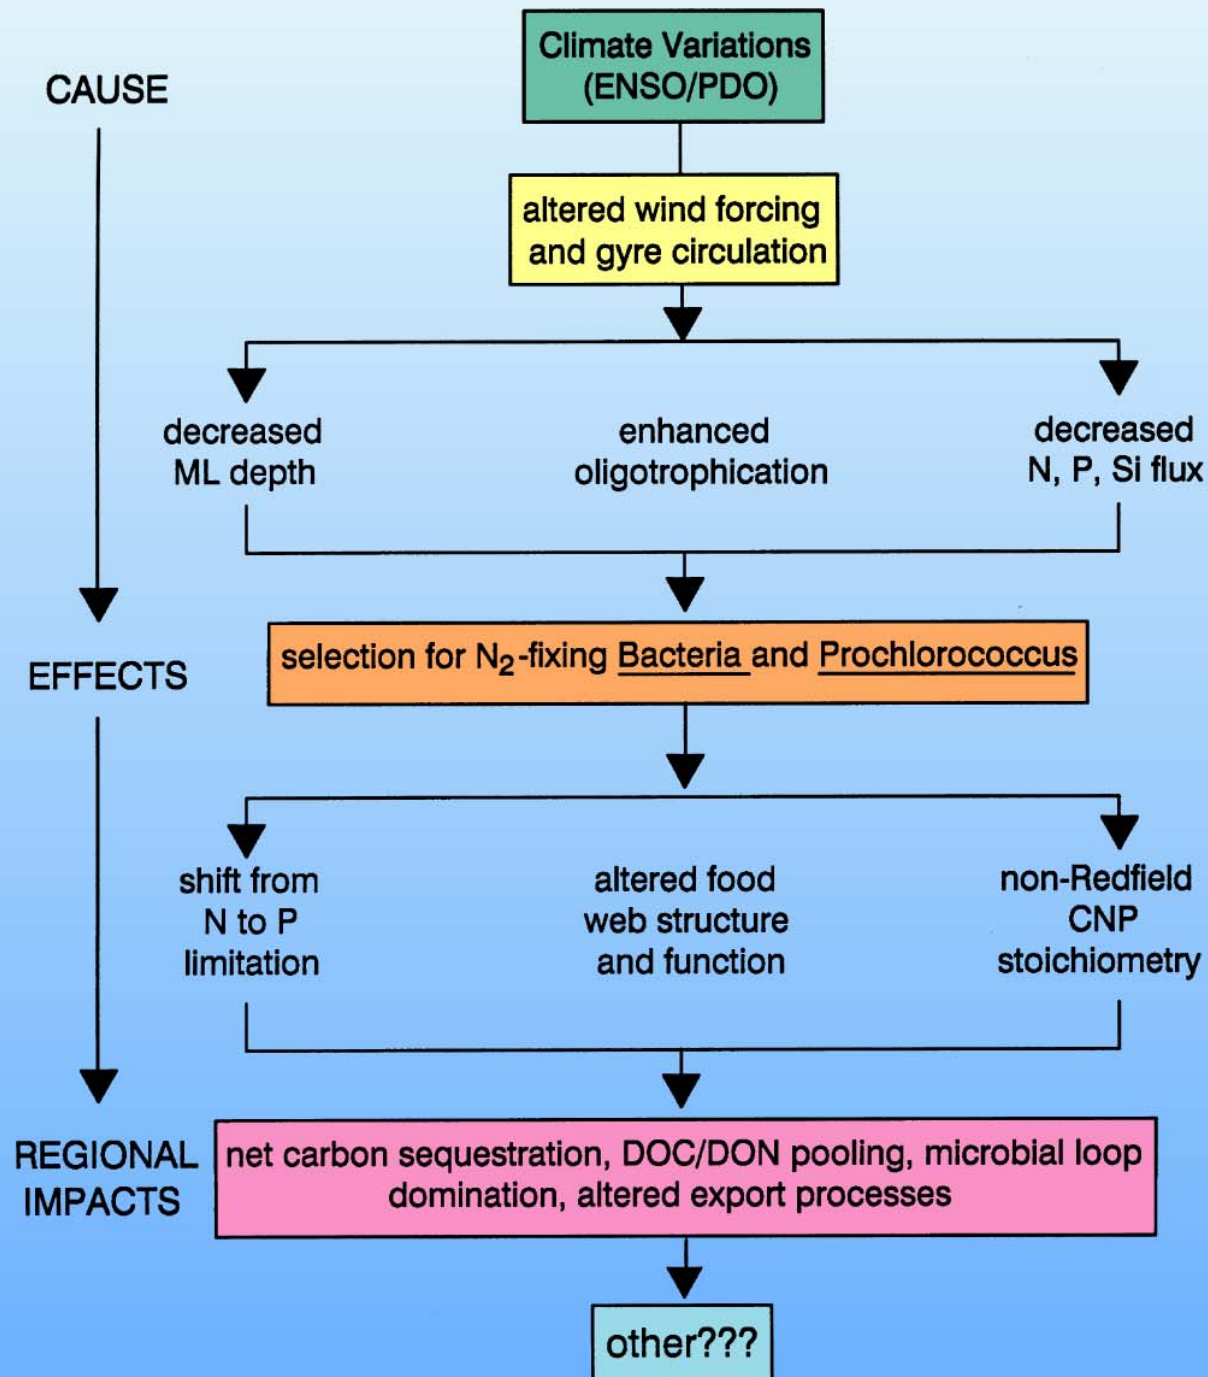 CAUSE
Climate Variations
(ENSO/PDO)
altered wind forcing
and gyre circulation
decreased
ML depth
enhanced
oligotrophication
decreased
N, P, Si flux
EFFECTS
selection for N₂-fixing Bacteria and Prochlorococcus
shift from
N to P
limitation
altered food
web structure
and function
non-Redfield
CNP
stoichiometry
REGIONAL
IMPACTS
net carbon sequestration, DOC/DON pooling, microbial loop
domination, altered export processes
other???